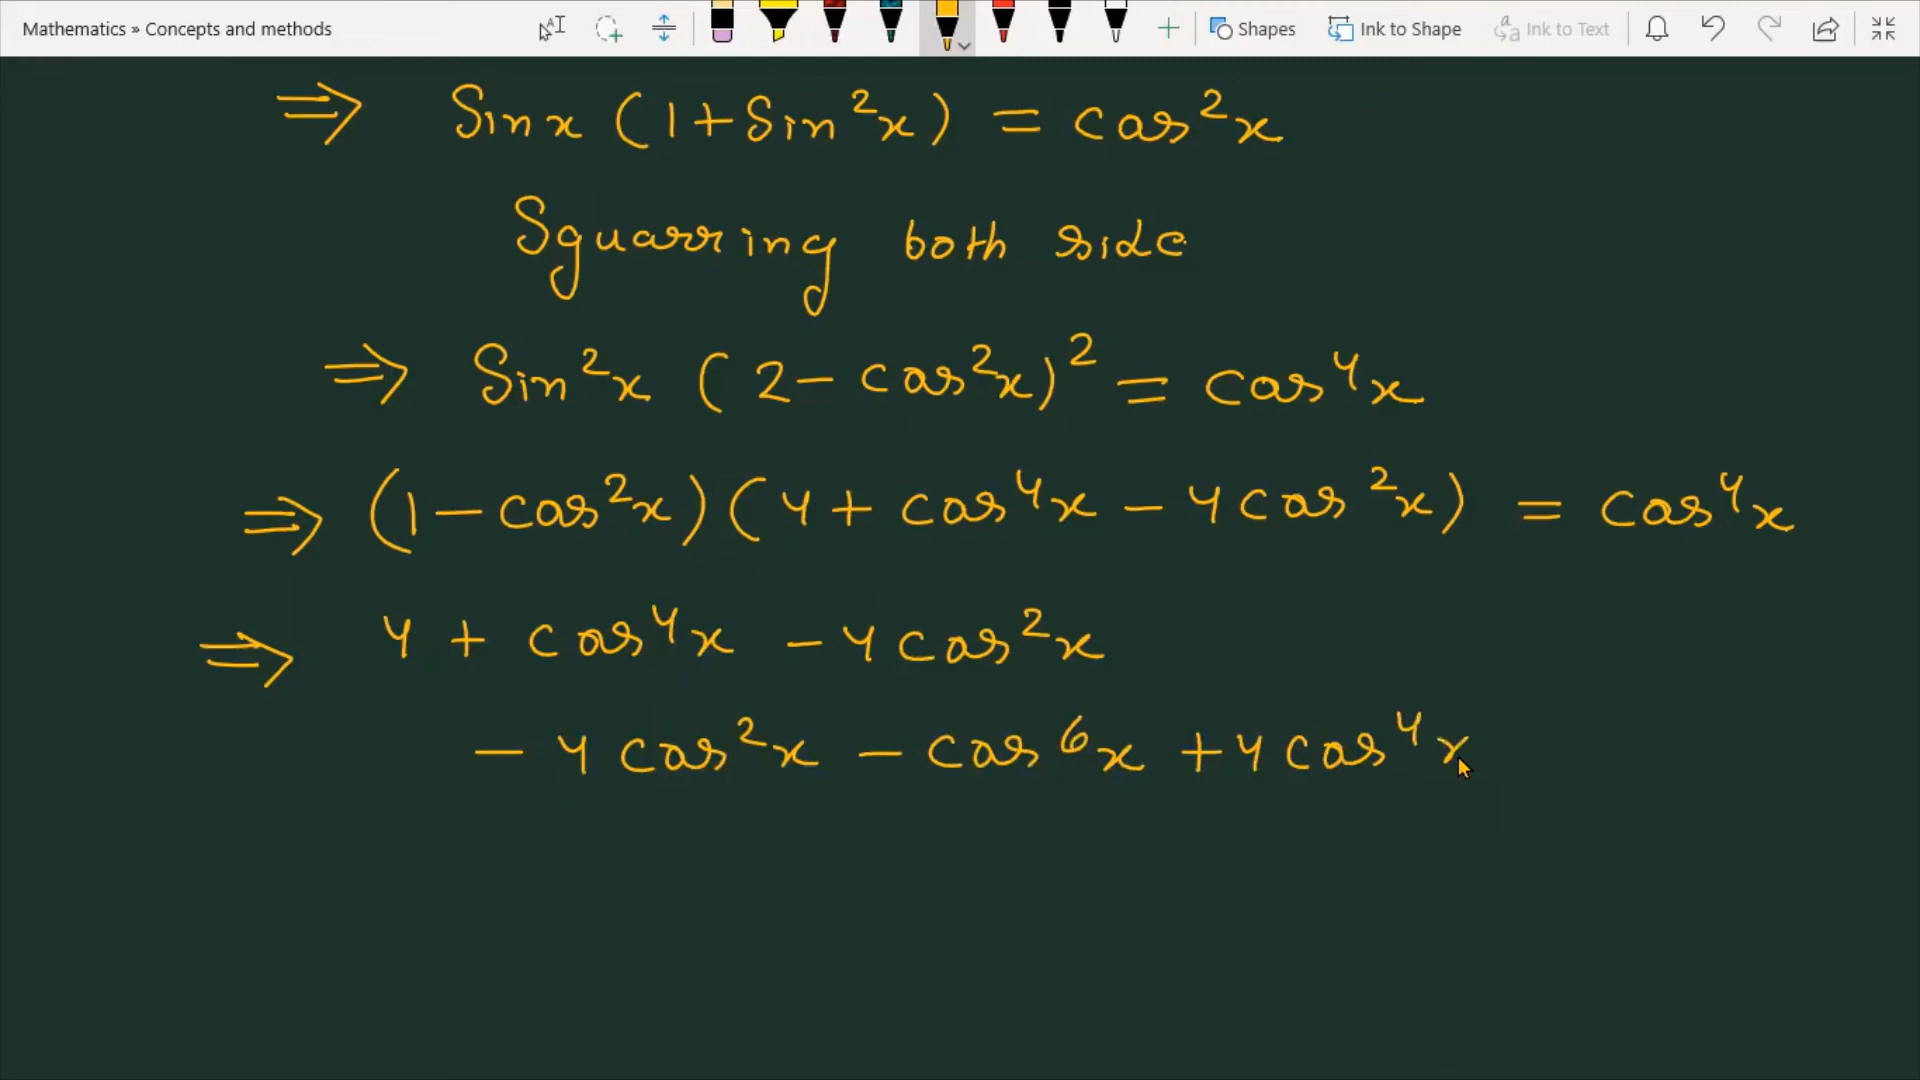 Mathematics » Concepts and methods
Shapes Ink to Shape Ink to Text
⇒ Sinx (1+Sin²x) = cos²x
Squarring both side
⇒ Sin²x (2-cos²x)² = cos⁴x
⇒ (1-cos²x)(4+cos⁴x-4cos²x) = cos⁴x
⇒ 4+cos⁴x -4cos²x
-4cos²x -cos⁶x +4cos⁴x